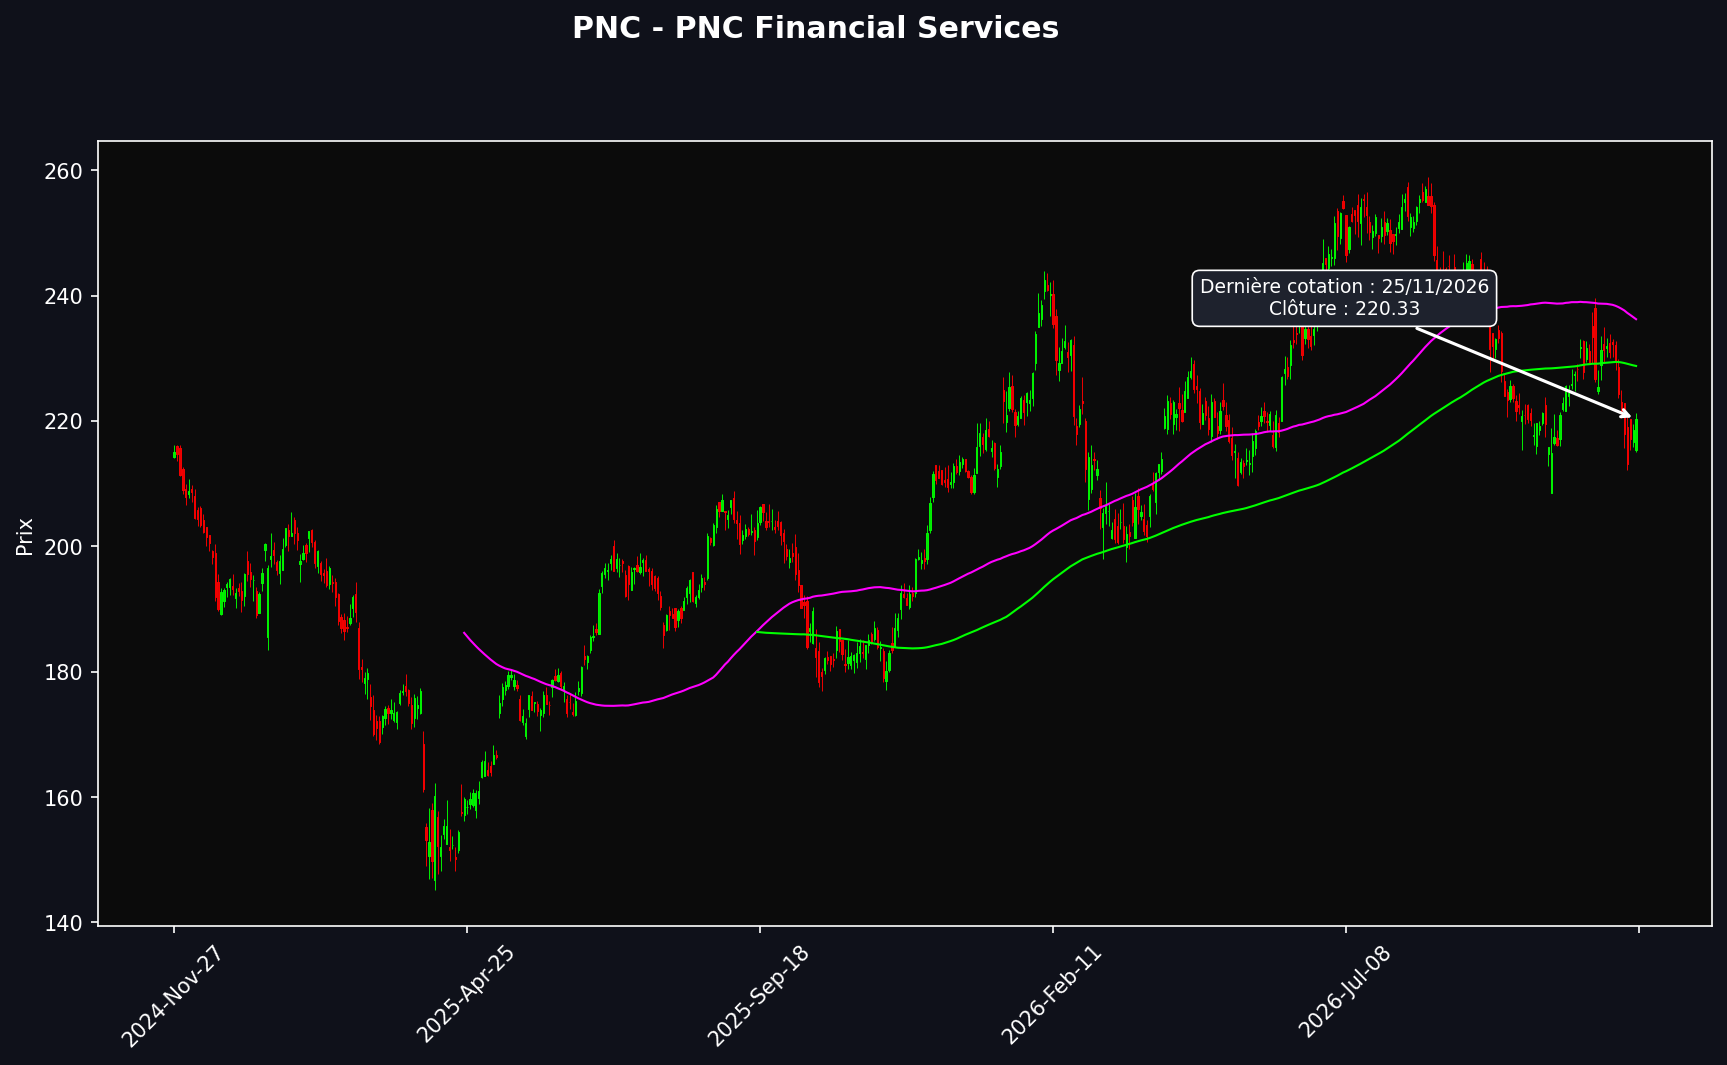 PNC - PNC Financial Services
Prix
260
240
220
200
180
160
140
Dernière cotation : 25/11/2026
Clôture : 220.33
2024-Nov-27
2025-Apr-25
2025-Sep-18
2026-Feb-11
2026-Jul-08